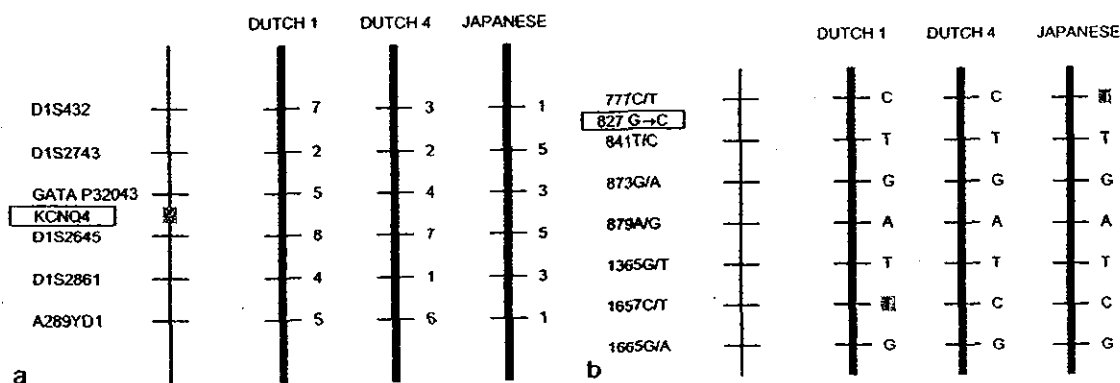 DUTCH 1 DUTCH 4 JAPANESE
D1S432 7 3 1
D1S2743 2 2 5
GATA P32043 5 4 3
KCNQ4
D1S2645 8 7 5
D1S2861 4 1 3
A289YD1 5 6 1
a
DUTCH 1 DUTCH 4 JAPANESE
777C/T C C
827 G→C
841T/C T T T
873G/A G G G
879A/G A A A
1365G/T T T T
1657C/T C C
1665G/A G G G
b